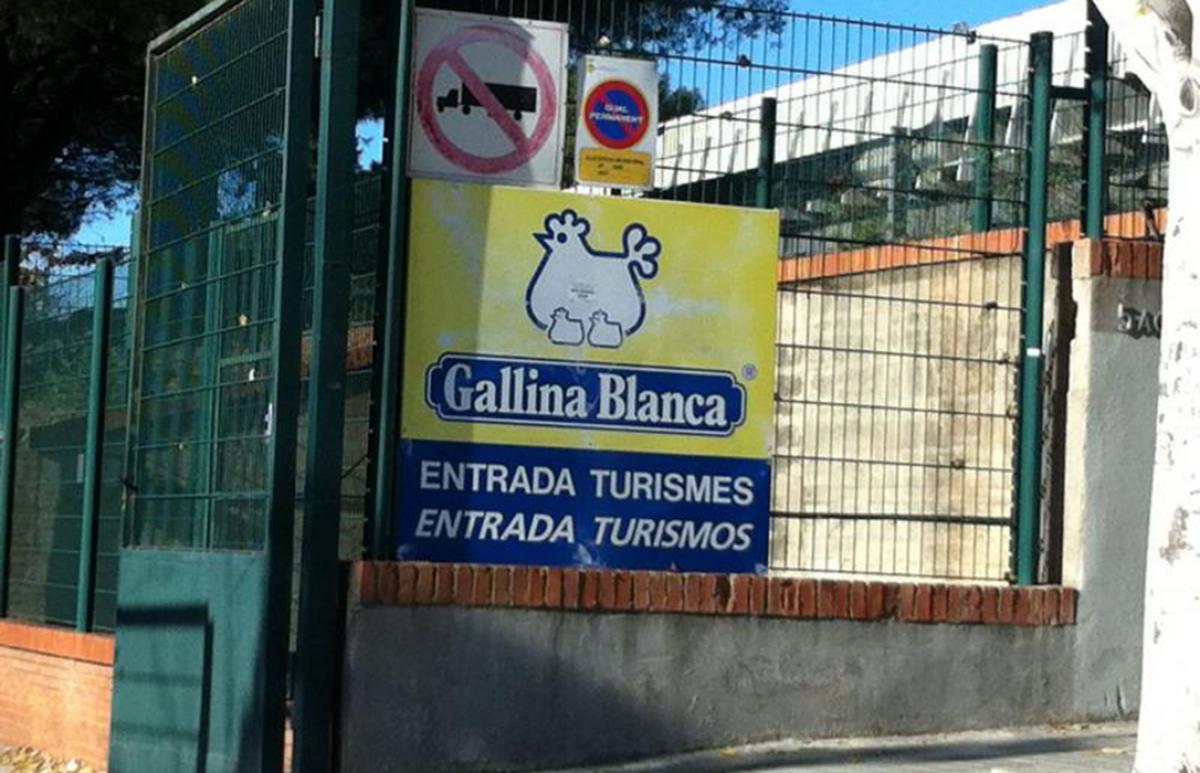 GUAL
PERMANENT
Gallina Blanca
®
ENTRADA TURISMES
ENTRADA TURISMOS